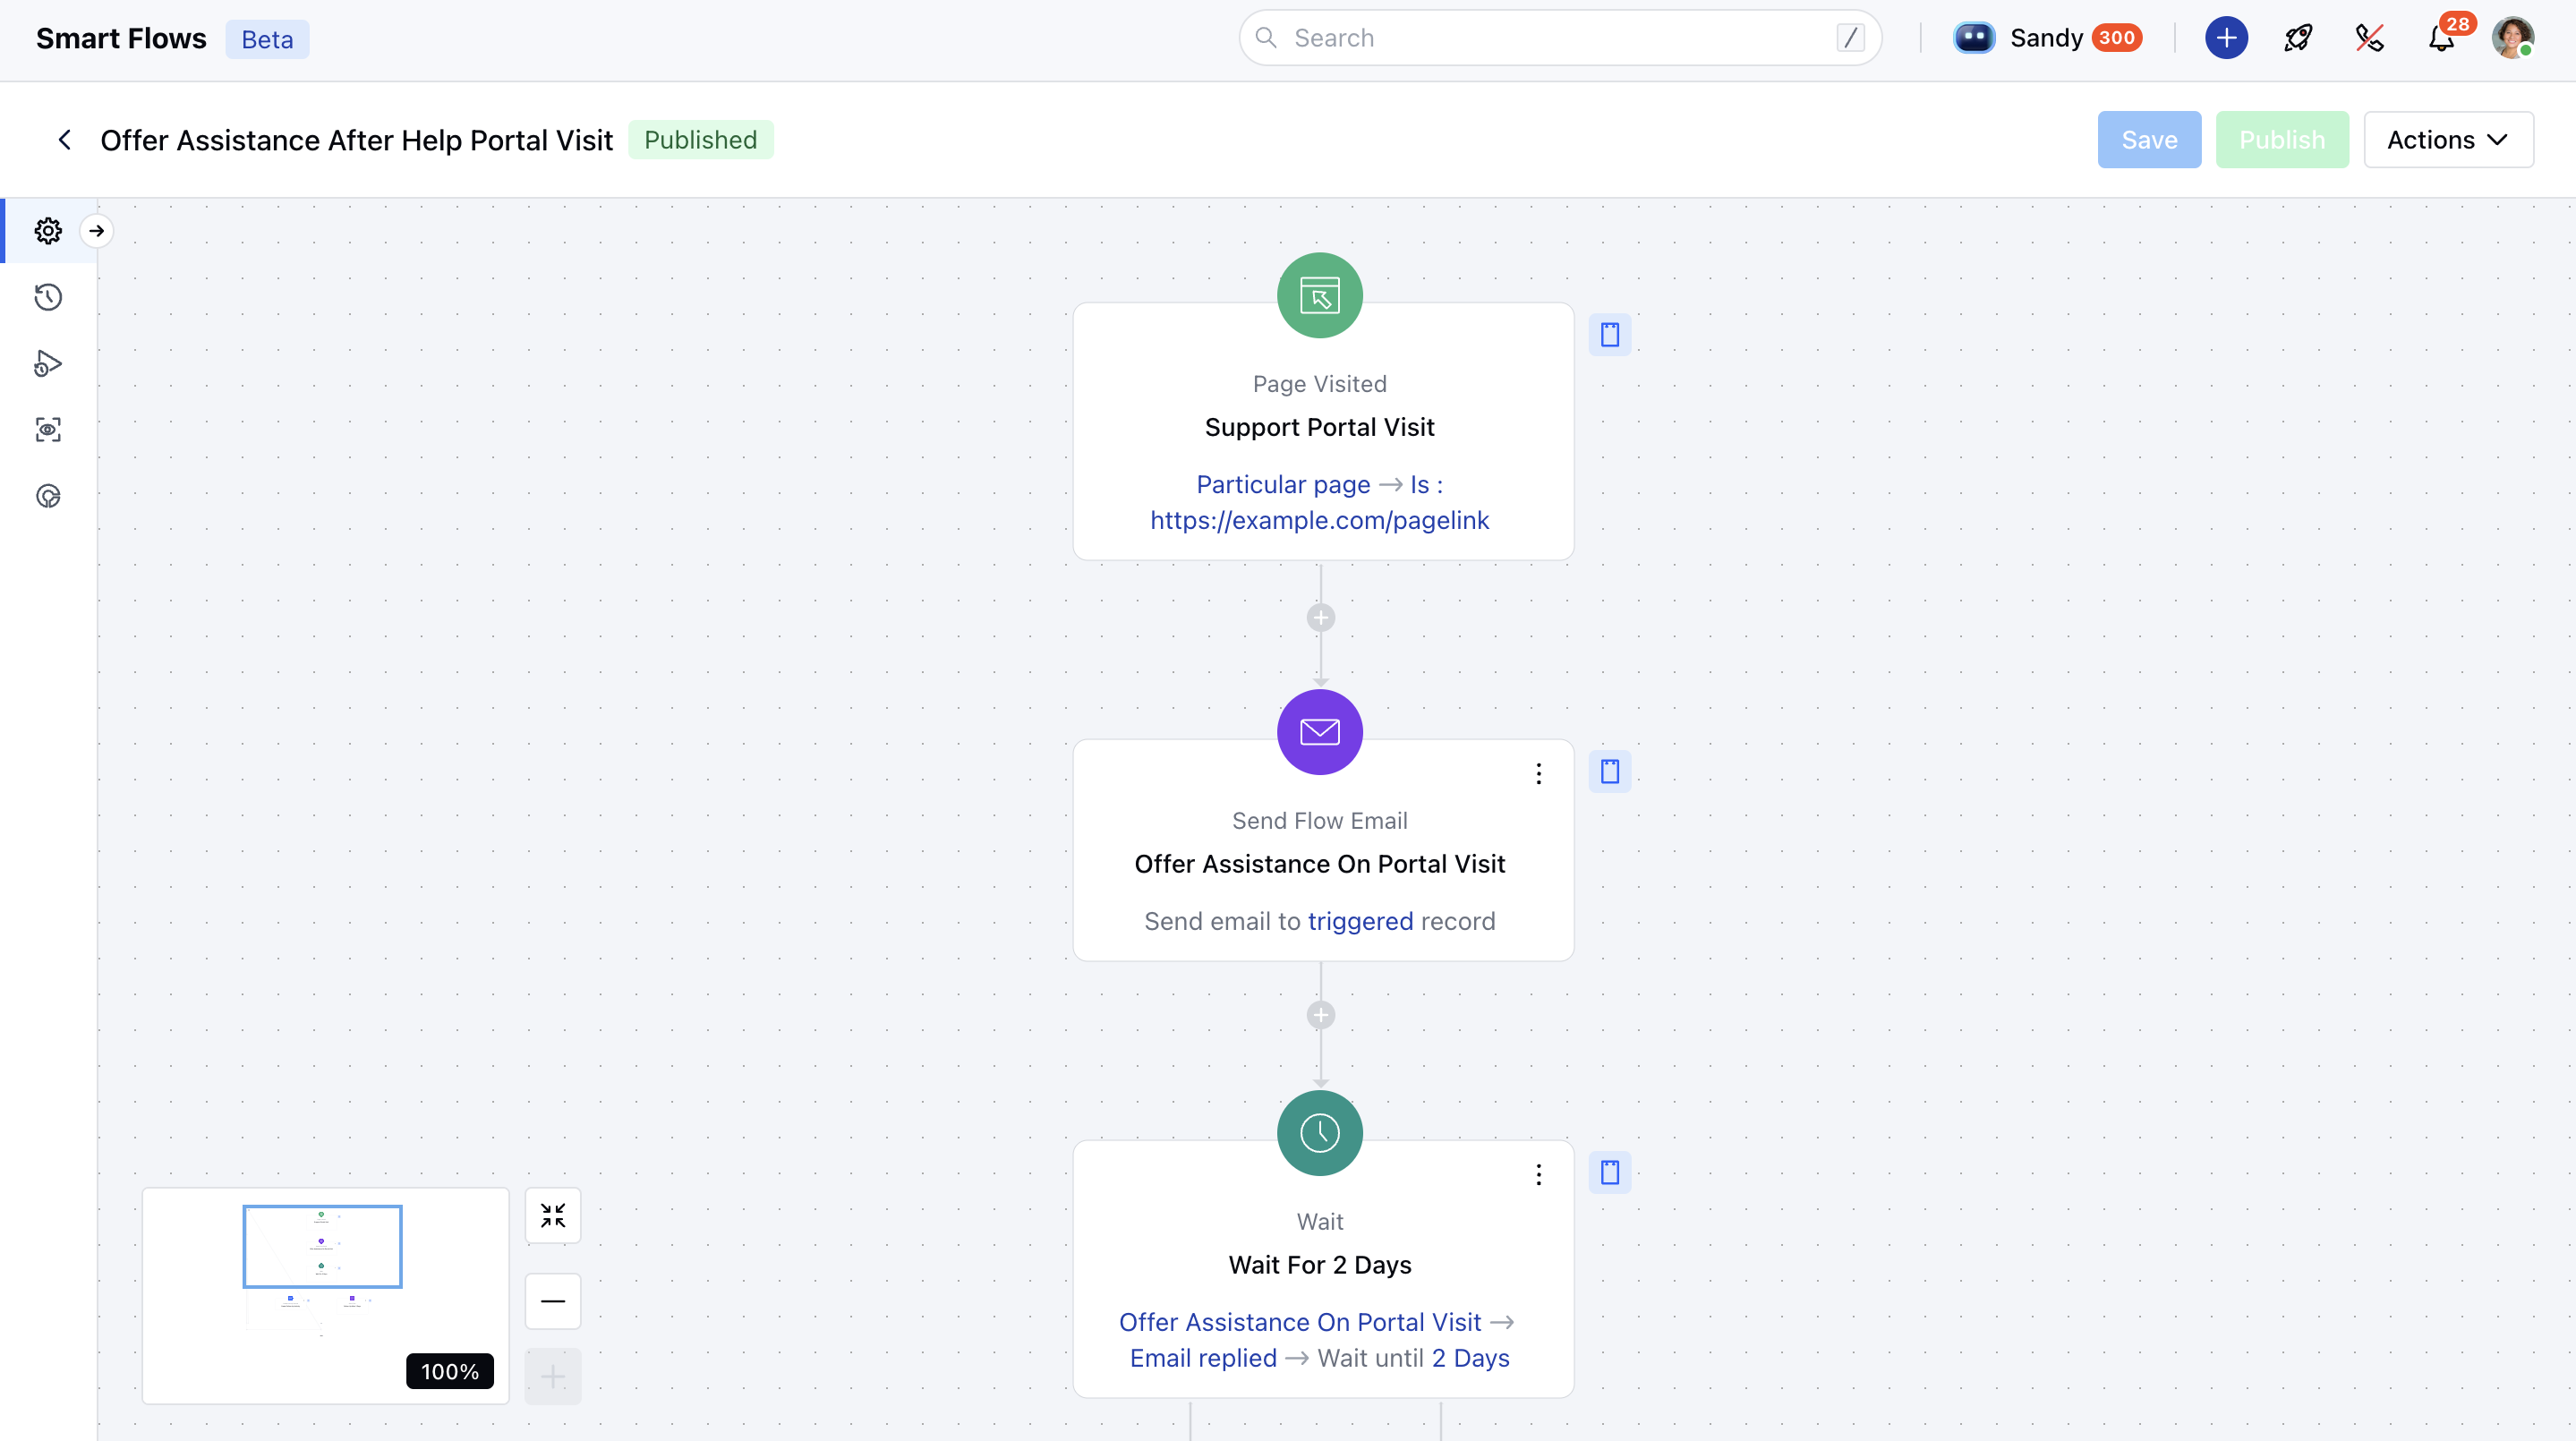 Smart Flows Beta
Search /
Sandy 300
28
Offer Assistance After Help Portal Visit Published
Save Publish Actions
Page Visited
Support Portal Visit
Particular page → Is :
https://example.com/pagelink
Send Flow Email
Offer Assistance On Portal Visit
Send email to triggered record
Wait
Wait For 2 Days
Offer Assistance On Portal Visit →
Email replied → Wait until 2 Days
100%